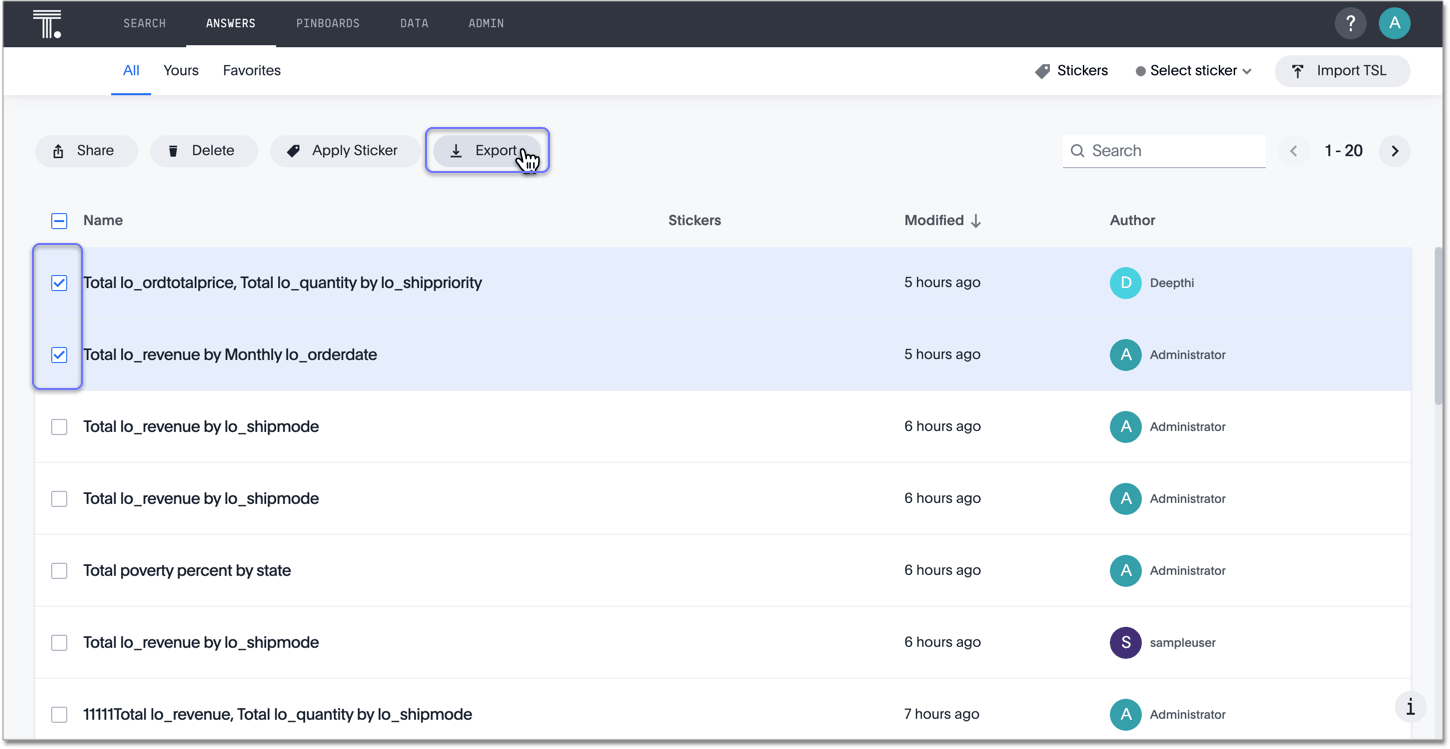 T.
SEARCH ANSWERS PINBOARDS DATA ADMIN ? A
All Yours Favorites Stickers Select sticker Import TSL
Share Delete Apply Sticker Export Search 1 - 20
Name Stickers Modified Author
Total lo_ordtotalprice, Total lo_quantity by lo_shippriority 5 hours ago D Deepthi
Total lo_revenue by Monthly lo_orderdate 5 hours ago A Administrator
Total lo_revenue by lo_shipmode 6 hours ago A Administrator
Total lo_revenue by lo_shipmode 6 hours ago A Administrator
Total poverty percent by state 6 hours ago A Administrator
Total lo_revenue by lo_shipmode 6 hours ago S sampleuser
11111Total lo_revenue, Total lo_quantity by lo_shipmode 7 hours ago A Administrator
i